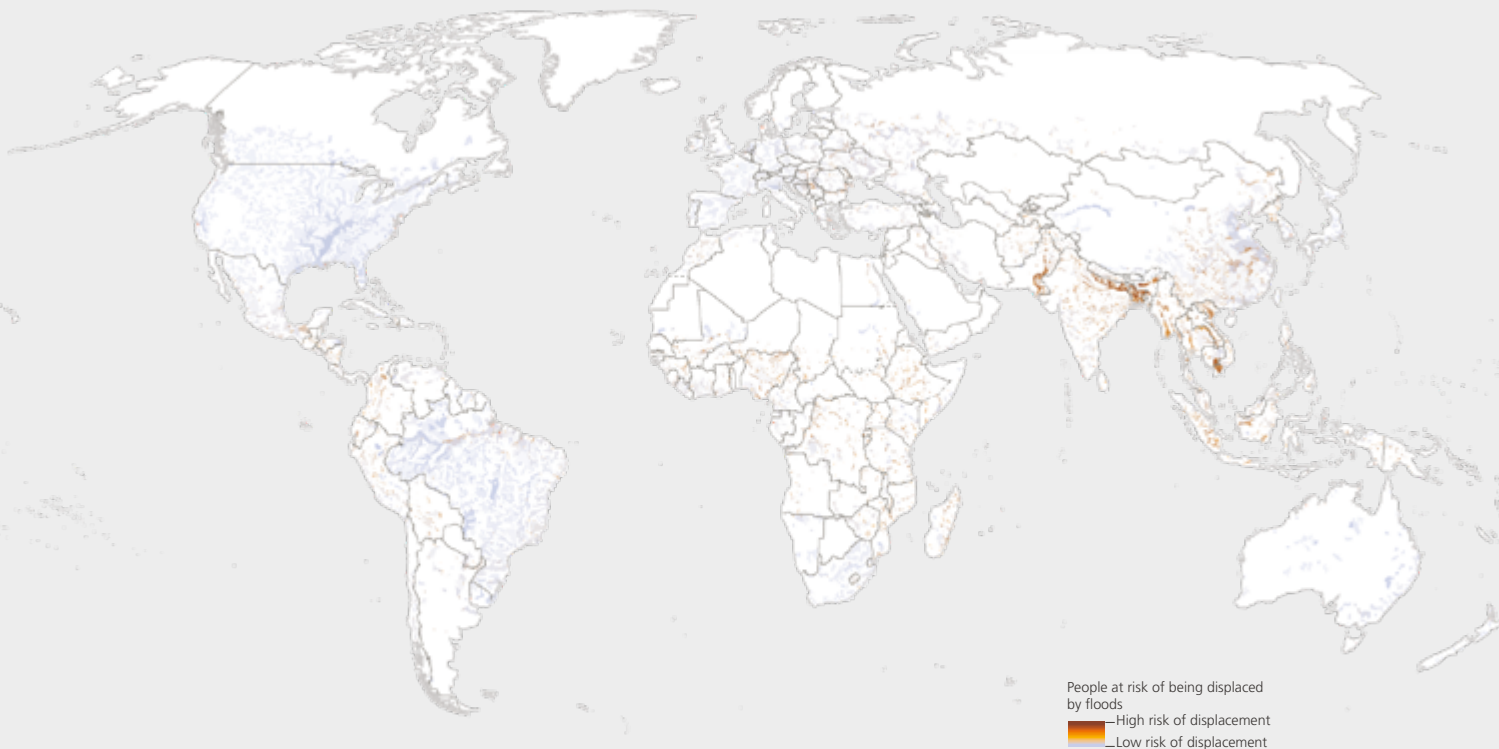 People at risk of being displaced
by floods
High risk of displacement
Low risk of displacement